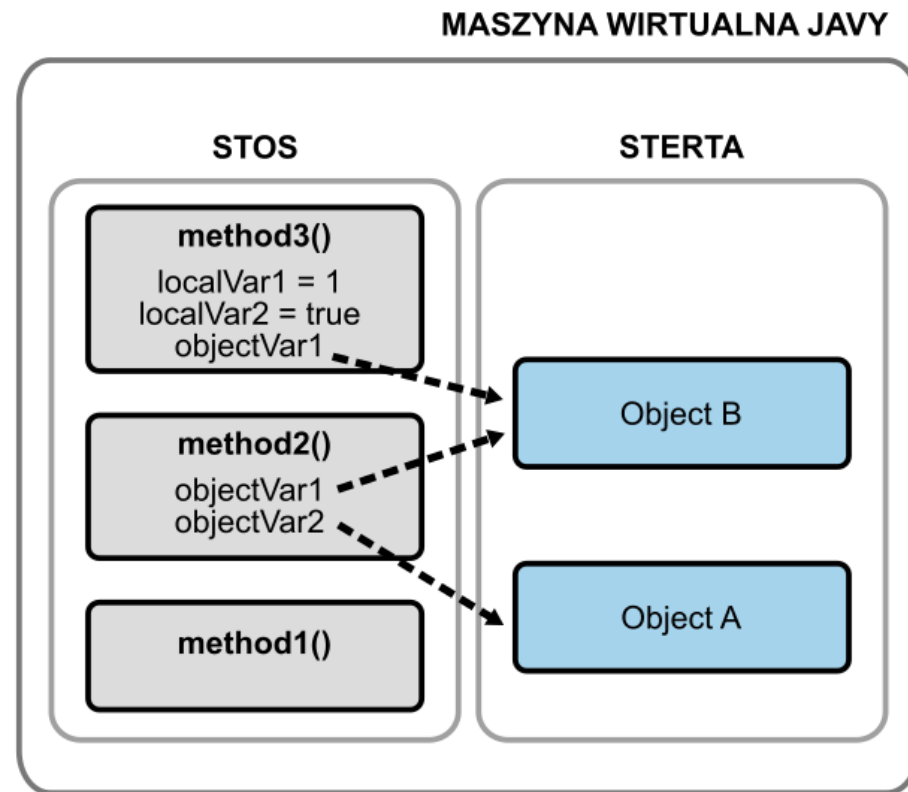 MASZYNA WIRTUALNA JAVY
STOS
STERTA
method3()
localVar1 = 1
localVar2 = true
objectVar1
method2()
objectVar1
objectVar2
method1()
Object B
Object A